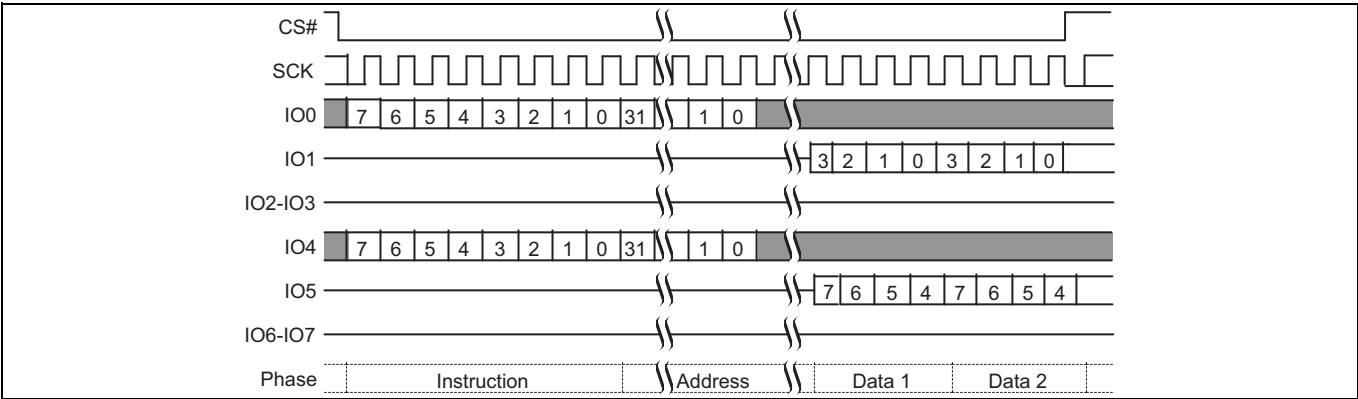 CS#
SCK
IO0 7 6 5 4 3 2 1 0 31 1 0
IO1 3 2 1 0 3 2 1 0
IO2-IO3
IO4 7 6 5 4 3 2 1 0 31 1 0
IO5 7 6 5 4 7 6 5 4
IO6-IO7
Phase Instruction Address Data 1 Data 2